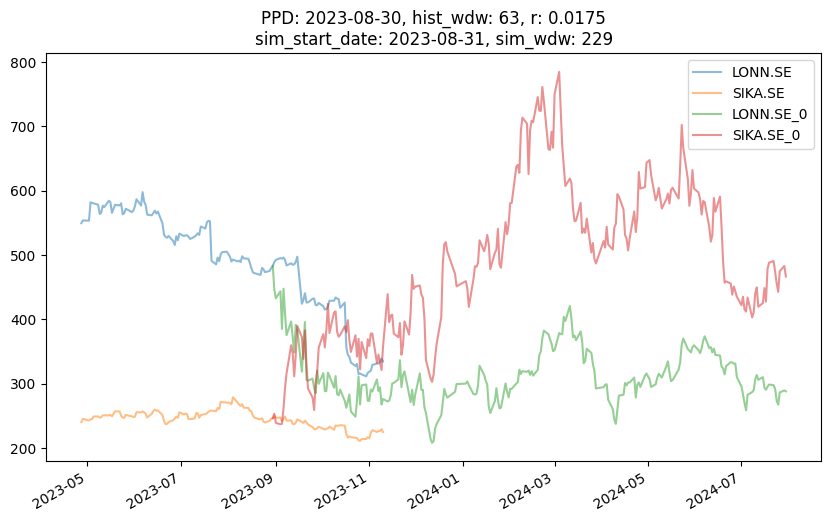 PPD: 2023-08-30, hist_wdw: 63, r: 0.0175
sim_start_date: 2023-08-31, sim_wdw: 229
LONN.SE
SIKA.SE
LONN.SE_0
SIKA.SE_0
800
700
600
500
400
300
200
2023-05
2023-07
2023-09
2023-11
2024-01
2024-03
2024-05
2024-07